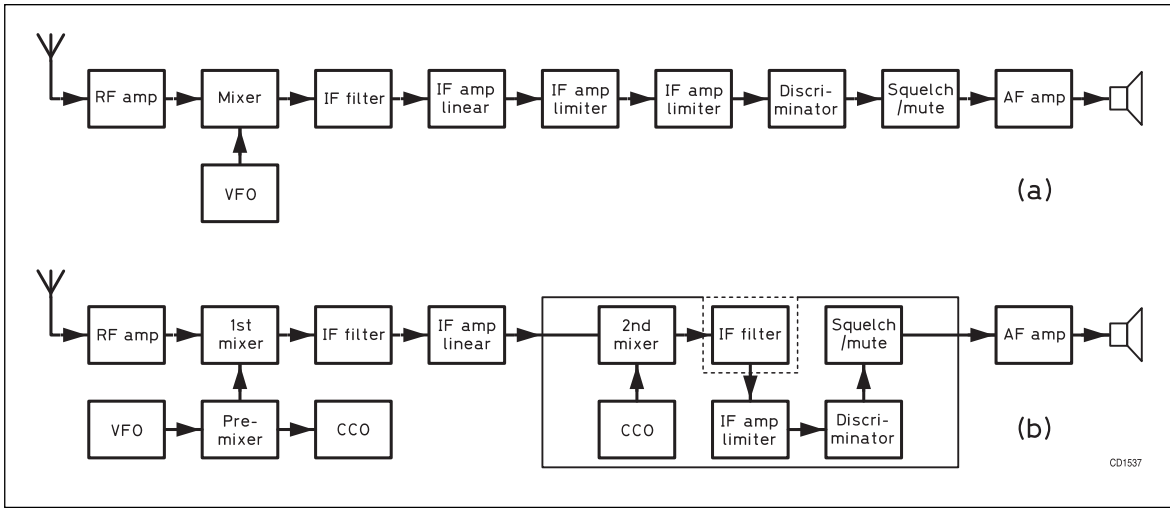 RF amp
Mixer
IF filter
IF amp
linear
IF amp
limiter
IF amp
limiter
Discri-
minator
Squelch
/mute
AF amp
VFO
(a)
RF amp
1st
mixer
IF filter
IF amp
linear
2nd
mixer
IF filter
Squelch
/mute
AF amp
VFO
Pre-
mixer
CCO
CCO
IF amp
limiter
Discri-
minator
(b)
CD1537